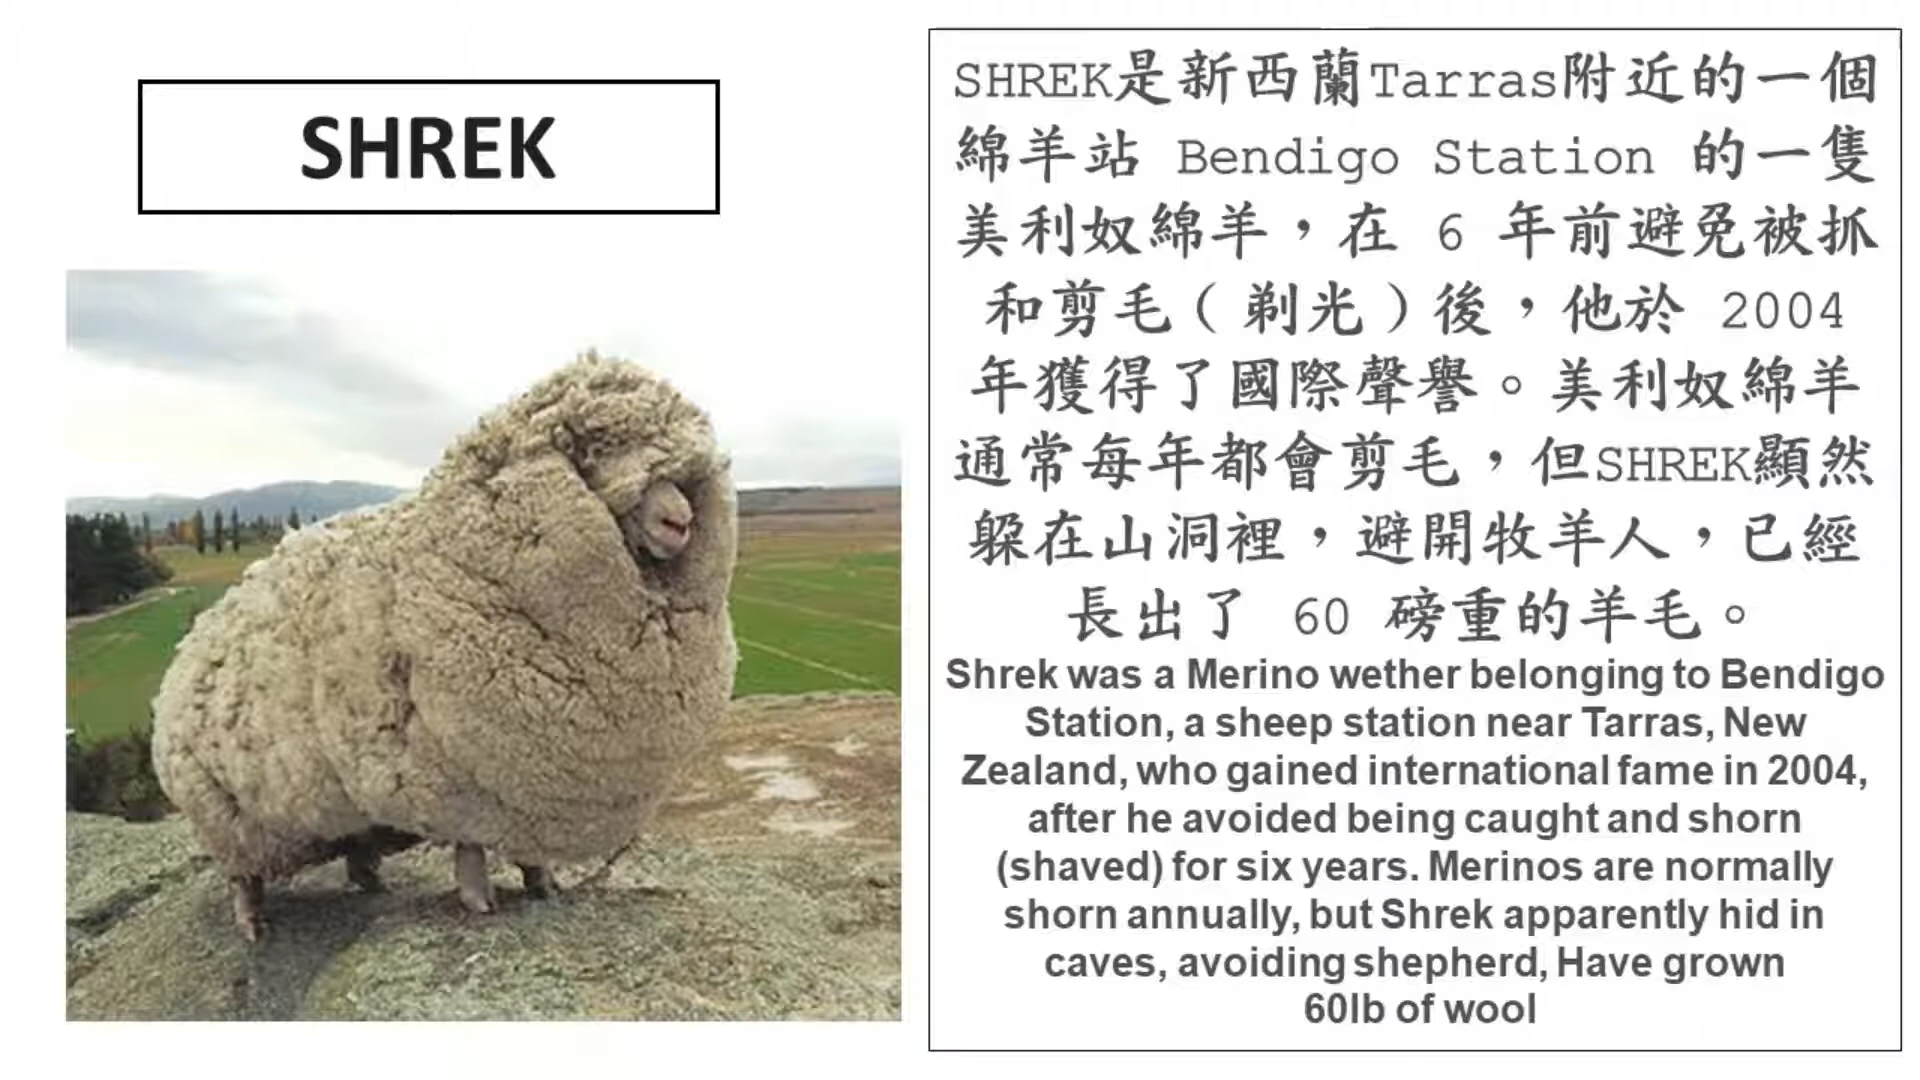 SHREK
SHREK是新西蘭Tarras附近的一個
綿羊站 Bendigo Station 的一隻
美利奴綿羊，在 6 年前避免被抓
和剪毛（剃光）後，他於 2004
年獲得了國際聲譽。美利奴綿羊
通常每年都會剪毛，但SHREK顯然
躲在山洞裡，避開牧羊人，已經
長出了 60 磅重的羊毛。
Shrek was a Merino wether belonging to Bendigo
Station, a sheep station near Tarras, New
Zealand, who gained international fame in 2004,
after he avoided being caught and shorn
(shaved) for six years. Merinos are normally
shorn annually, but Shrek apparently hid in
caves, avoiding shepherd, Have grown
60lb of wool